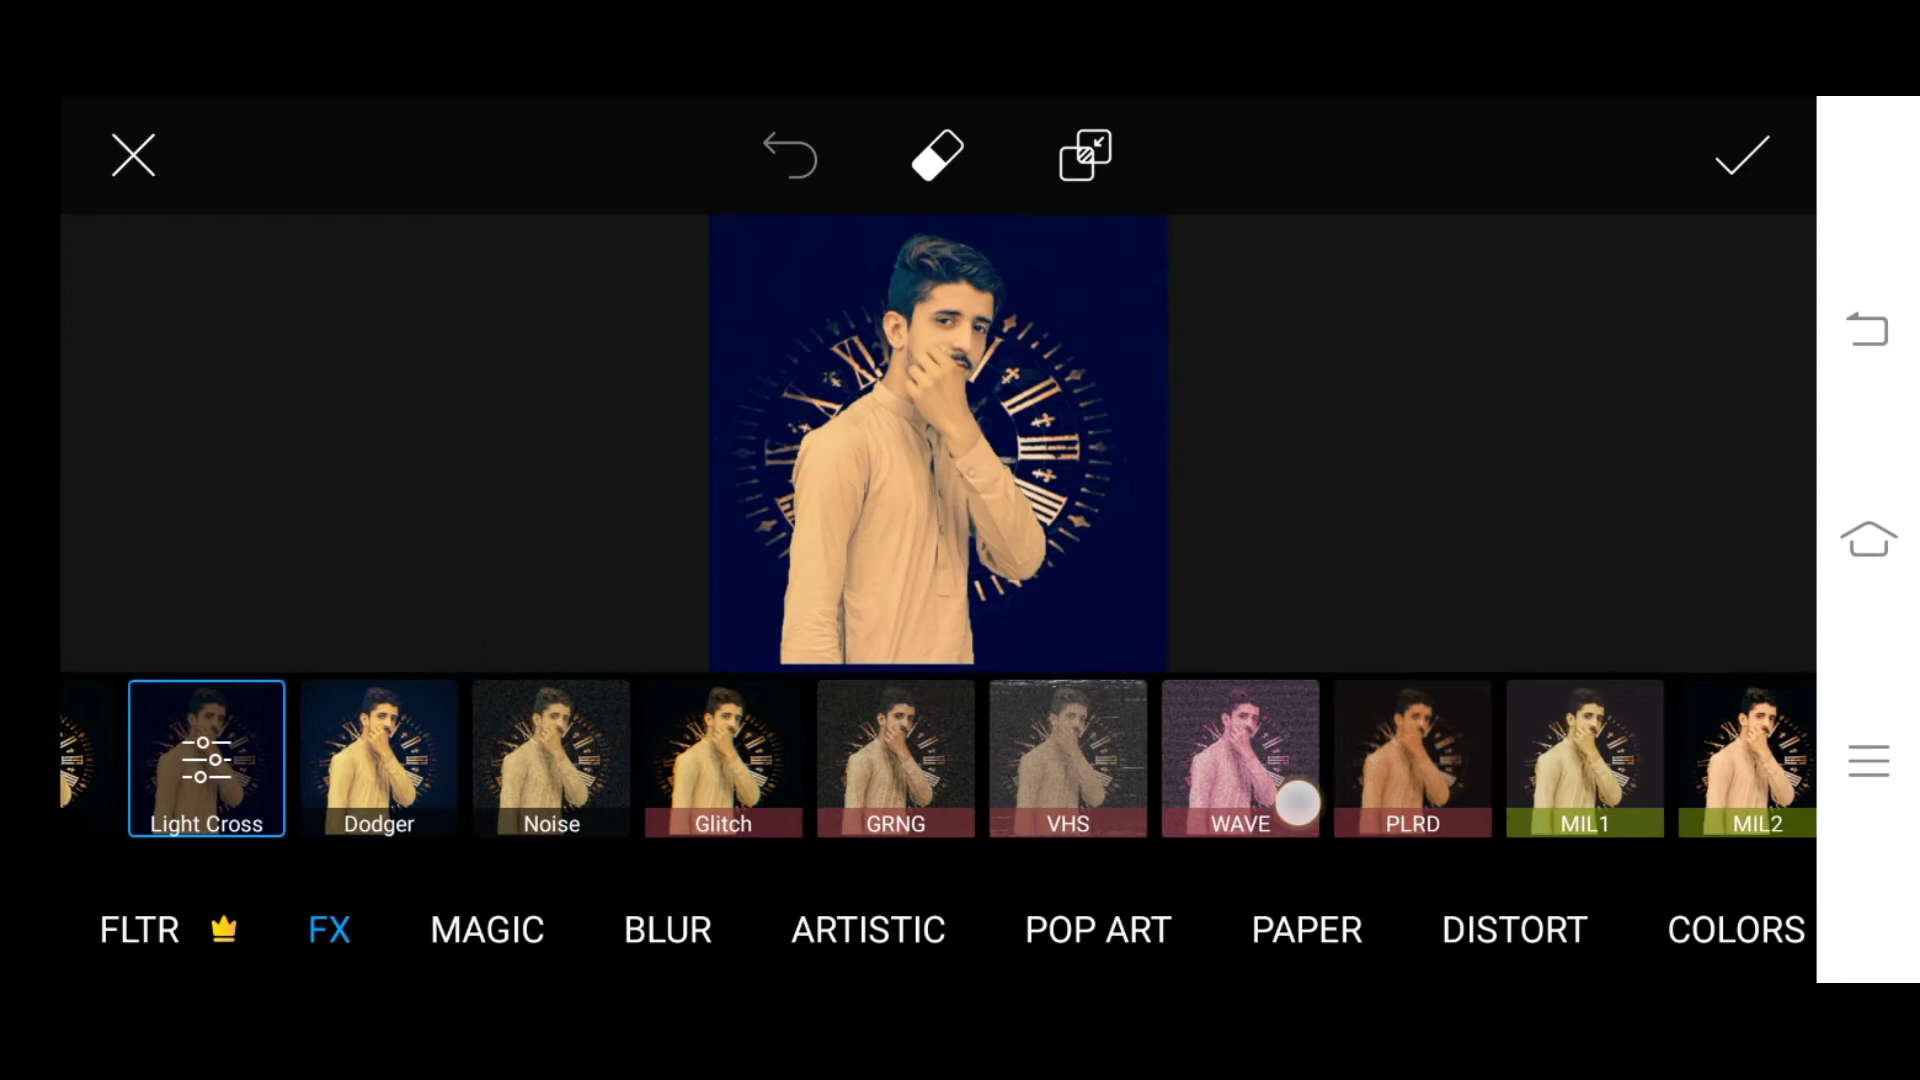 Light Cross
Dodger
Noise
Glitch
GRNG
VHS
WAVE
PLRD
MIL1
MIL2
FLTR
FX
MAGIC
BLUR
ARTISTIC
POP ART
PAPER
DISTORT
COLORS